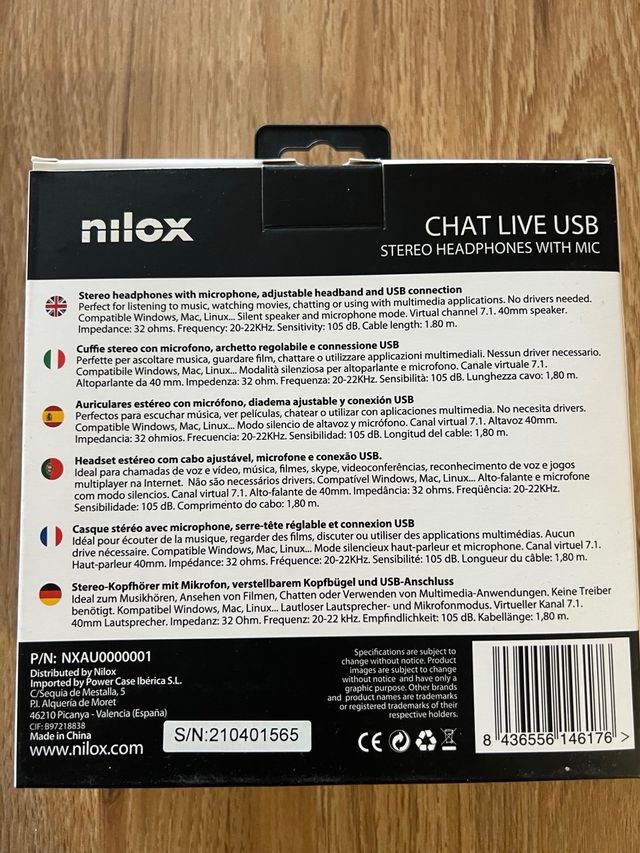 nilox
CHAT LIVE USB
STEREO HEADPHONES WITH MIC
Stereo headphones with microphone, adjustable headband and USB connection
Perfect for listening to music, watching movies, chatting or using with multimedia applications. No drivers needed.
Compatible Windows, Mac, Linux... Silent speaker and microphone mode. Virtual channel 7.1. 40mm speaker.
Impedance: 32 ohms. Frequency: 20-22KHz. Sensitivity: 105 dB. Cable length: 1.80 m.
Cuffie stereo con microfono, archetto regolabile e connessione USB
Perfette per ascoltare musica, guardare film, chattare o utilizzare applicazioni multimediali. Nessun driver necessario.
Compatibile Windows, Mac, Linux... Modalità silenziosa per altoparlante e microfono. Canale virtuale 7.1.
Altoparlante da 40 mm. Impedenza: 32 ohm. Frequenza: 20-22KHz. Sensibilità: 105 dB. Lunghezza cavo: 1,80 m.
Auriculares estéreo con micrófono, diadema ajustable y conexión USB
Perfectos para escuchar música, ver películas, chatear o utilizar con aplicaciones multimedia. No necesita drivers.
Compatible Windows, Mac, Linux... Modo silencio de altavoz y micrófono. Canal virtual 7.1. Altavoz 40mm.
Impedancia: 32 ohmios. Frecuencia: 20-22KHz. Sensibilidad: 105 dB. Longitud del cable: 1,80 m.
Headset estéreo com cabo ajustável, microfone e conexão USB.
Ideal para chamadas de voz e vídeo, música, filmes, skype, videoconferências, reconhecimento de voz e jogos
multiplayer na Internet. Não são necessários drivers. Compatível Windows, Mac, Linux... Alto-falante e microfone
com modo silencios. Canal virtual 7.1. Alto-falante de 40mm. Impedância: 32 ohms. Freqüência: 20-22KHz.
Sensibilidade: 105 dB. Comprimento do cabo: 1,80 m.
Casque stéréo avec microphone, serre-tête réglable et connexion USB
Idéal pour écouter de la musique, regarder des films, discuter ou utiliser des applications multimédias. Aucun
drive nécessaire. Compatible Windows, Mac, Linux... Mode silencieux haut-parleur et microphone. Canal virtuel 7.1.
Haut-parleur 40mm. Impédance: 32 ohms. Fréquence: 20-22KHz. Sensibilité: 105 dB. Longueur du câble: 1,80 m.
Stereo-Kopfhörer mit Mikrofon, verstellbarem Kopfbügel und USB-Anschluss
Ideal zum Musikhören, Ansehen von Filmen, Chatten oder Verwenden von Multimedia-Anwendungen. Keine Treiber
benötigt. Kompatibel Windows, Mac, Linux... Lautloser Lautsprecher- und Mikrofonmodus. Virtueller Kanal 7.1.
40mm Lautsprecher. Impedanz: 32 Ohm. Frequenz: 20-22 kHz. Empfindlichkeit: 105 dB. Kabellänge: 1,80 m.
P/N: NXAU0000001
Distributed by Nilox
Imported by Power Case Ibérica S.L.
C/Sequia de Mestalla, 5
P.I. Alquería de Moret
46210 Picanya - Valencia (España)
CIF: B97218838
Made in China
www.nilox.com
S/N:210401565
Specifications are subject to
change without notice. Product
images are subject to change
without notice and have only a
graphic purpose. Other brands
and product names are trademarks
or registered trademarks of their
respective holders.
CE
8 436556 146176 >